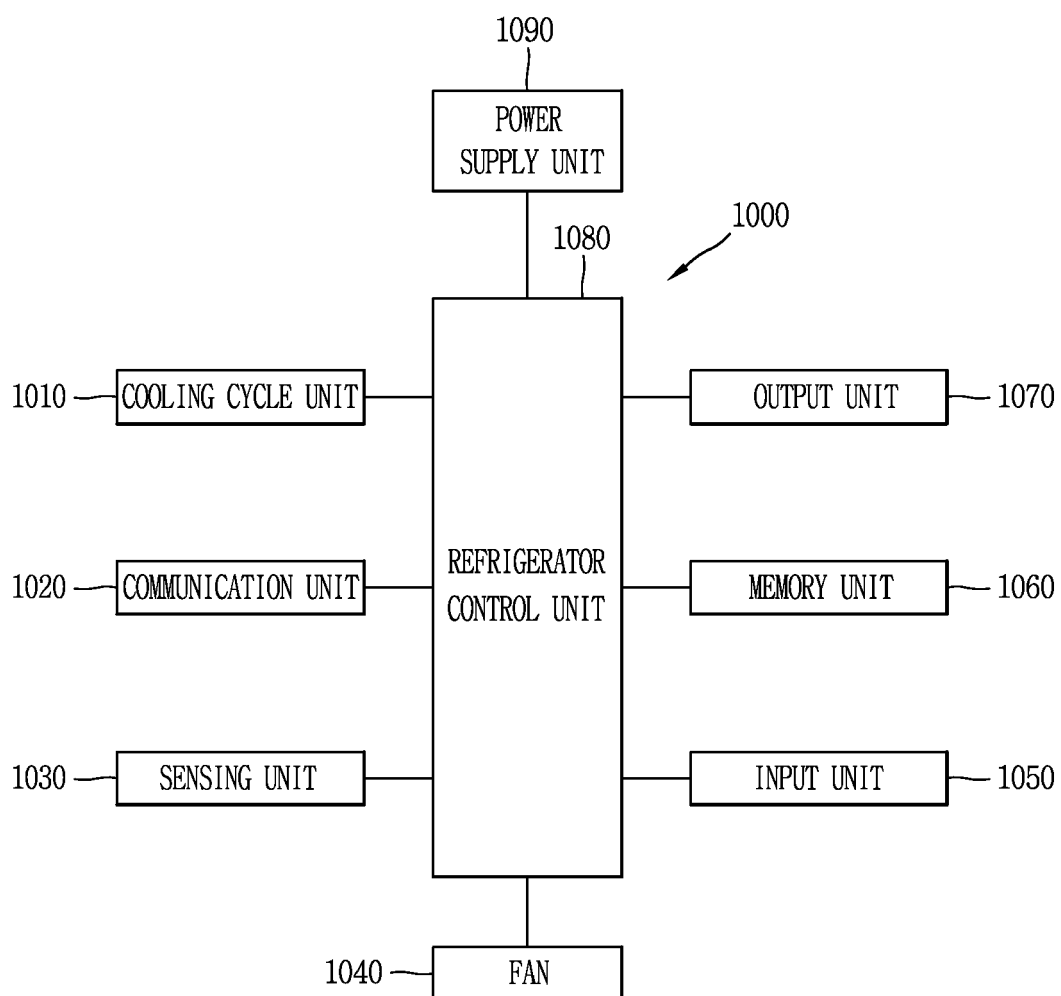 1090
POWER
SUPPLY UNIT
1000
1080
1010
COOLING CYCLE UNIT
OUTPUT UNIT
1070
1020
COMMUNICATION UNIT
REFRIGERATOR
CONTROL UNIT
MEMORY UNIT
1060
1030
SENSING UNIT
INPUT UNIT
1050
1040
FAN